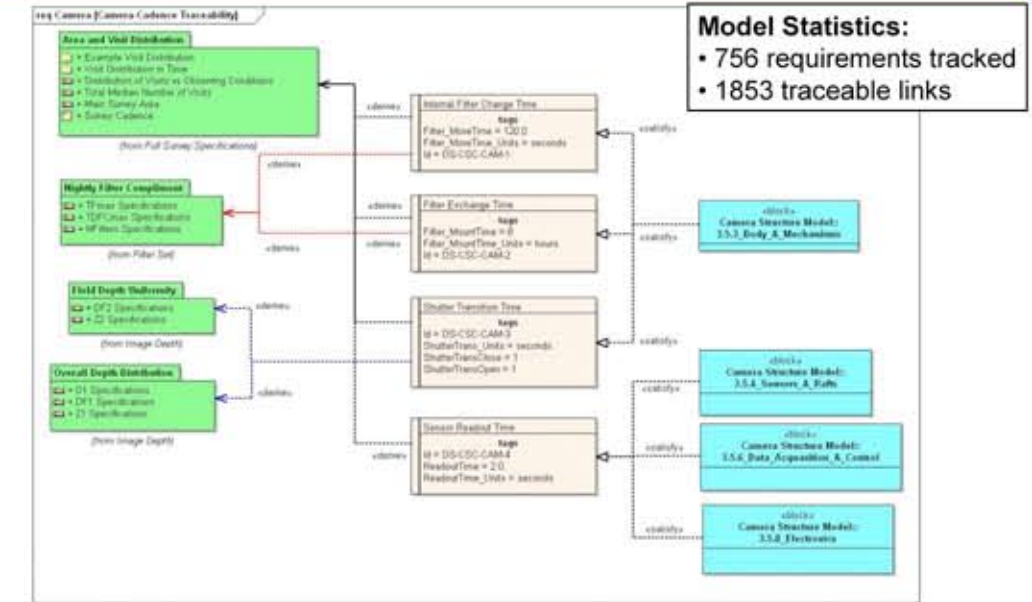 req Camera [Camera Cadence Traceability]
Model Statistics:
• 756 requirements tracked
• 1853 traceable links
Area and Visit Distribution
+ Example Visit Distribution
+ Visit Distribution in Time
+ Distribution of Visits vs Observing Conditions
+ Total Median Number of Visits
+ Main Survey Area
+ Survey Cadence
(from Full Survey Specifications)
«derive»
Internal Filter Change Time
tags
Filter_MoveTime = 120.0
Filter_MoveTime_Units = seconds
Id = DS-CSC-CAM-1
«satisfy»
«derive»
Nightly Filter Compliment
+ TFmax Specifications
+ TDFCmax Specifications
+ NFilters Specifications
(from Filter Set)
«derive»
«derive»
«derive»
Filter Exchange Time
tags
Filter_MountTime = 8
Filter_MountTime_Units = hours
Id = DS-CSC-CAM-2
«satisfy»
«block»
Camera Structure Model::
3.5.3_Body_&_Mechanisms
Field Depth Uniformity
+ DF2 Specifications
+ Z2 Specifications
(from Image Depth)
«derive»
Shutter Transition Time
tags
Id = DS-CSC-CAM-3
ShutterTrans_Units = seconds
ShutterTransClose = 1
ShutterTransOpen = 1
«satisfy»
Overall Depth Distribution
+ D1 Specifications
+ DF1 Specifications
+ Z1 Specifications
(from Image Depth)
«derive»
«block»
Camera Structure Model::
3.5.4_Sensors_&_Rafts
«satisfy»
Sensor Readout Time
tags
Id = DS-CSC-CAM-4
ReadoutTime = 2.0
ReadoutTime_Units = seconds
«derive»
«satisfy»
«block»
Camera Structure Model::
3.5.6_Data_Acquisition_&_Control
«satisfy»
«block»
Camera Structure Model::
3.5.8_Electronics